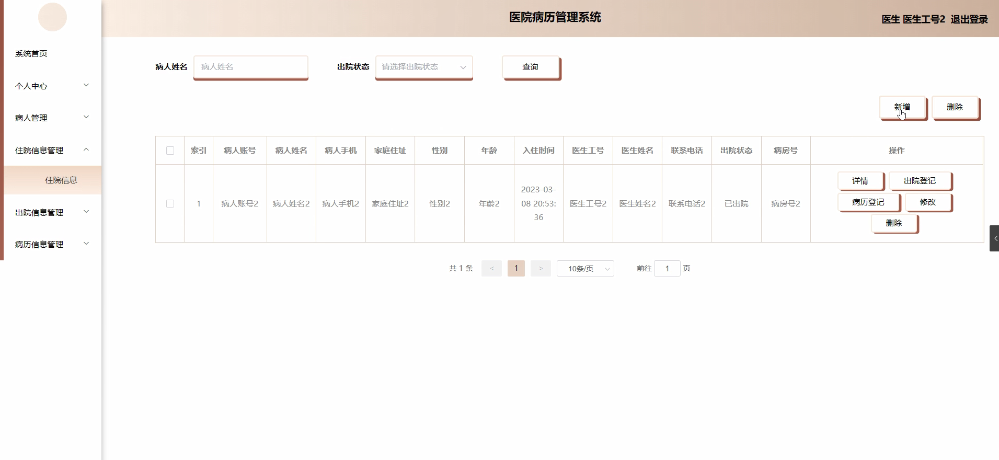 医院病历管理系统
医生 医生工号2 退出登录
系统首页
个人中心
病人管理
住院信息管理
住院信息
出院信息管理
病历信息管理
病人姓名 病人姓名 出院状态 请选择出院状态 查询
新增 删除
索引 病人账号 病人姓名 病人手机 家庭住址 性别 年龄 入住时间 医生工号 医生姓名 联系电话 出院状态 病房号 操作
1 病人账号2 病人姓名2 病人手机2 家庭住址2 性别2 年龄2 2023-03-08 20:53:36 医生工号2 医生姓名2 联系电话2 已出院 病房号2
详情 出院登记
病历登记 修改
删除
共 1 条 < 1 > 10条/页 前往 1 页